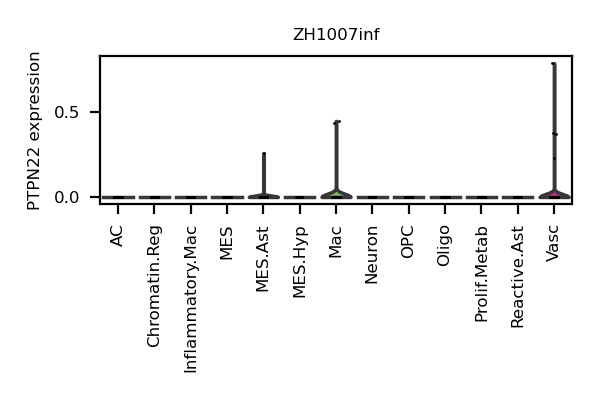 ZH1007inf
PTPN22 expression
0.5
0.0
AC
Chromatin.Reg
Inflammatory.Mac
MES
MES.Ast
MES.Hyp
Mac
Neuron
OPC
Oligo
Prolif.Metab
Reactive.Ast
Vasc